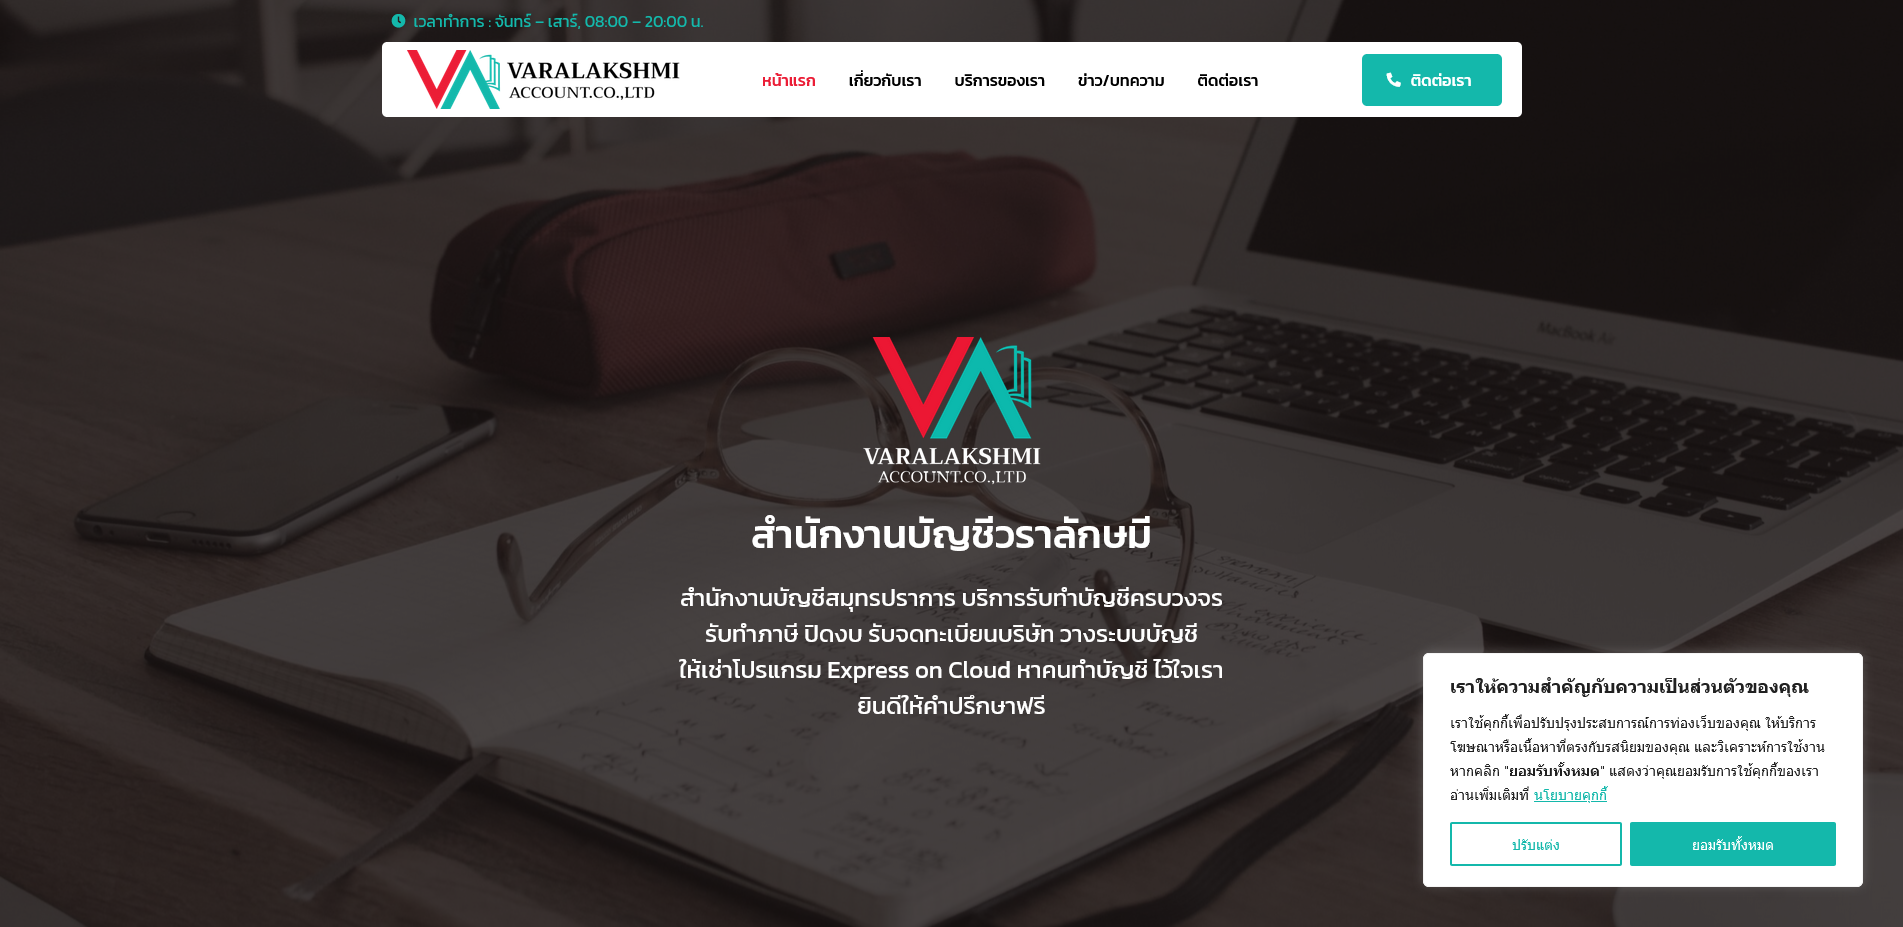 เวลาทำการ : จันทร์ – เสาร์, 08:00 – 20:00 น.
VARALAKSHMI
ACCOUNT.CO.,LTD
หน้าแรก
เกี่ยวกับเรา
บริการของเรา
ข่าว/บทความ
ติดต่อเรา
ติดต่อเรา
MacBook Air
VARALAKSHMI
ACCOUNT.CO.,LTD
สำนักงานบัญชีวราลักษมี
สำนักงานบัญชีสมุทรปราการ บริการรับทำบัญชีครบวงจร
รับทำภาษี ปิดงบ รับจดทะเบียนบริษัท วางระบบบัญชี
ให้เช่าโปรแกรม Express on Cloud หาคนทำบัญชี ไว้ใจเรา
ยินดีให้คำปรึกษาฟรี
เราให้ความสำคัญกับความเป็นส่วนตัวของคุณ
เราใช้คุกกี้เพื่อปรับปรุงประสบการณ์การท่องเว็บของคุณ ให้บริการ
โฆษณาหรือเนื้อหาที่ตรงกับรสนิยมของคุณ และวิเคราะห์การใช้งาน
หากคลิก "ยอมรับทั้งหมด" แสดงว่าคุณยอมรับการใช้คุกกี้ของเรา
อ่านเพิ่มเติมที่ นโยบายคุกกี้
ปรับแต่ง
ยอมรับทั้งหมด